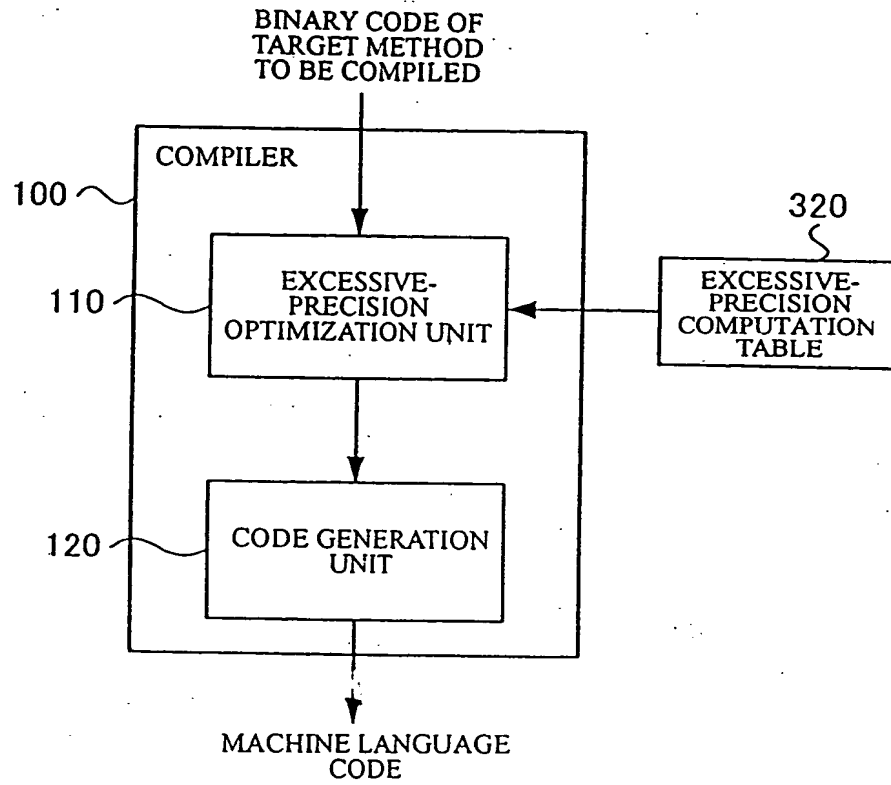 BINARY CODE OF
TARGET METHOD
TO BE COMPILED
COMPILER
100
320
EXCESSIVE-
PRECISION
OPTIMIZATION UNIT
110
EXCESSIVE-
PRECISION
COMPUTATION
TABLE
CODE GENERATION
UNIT
120
MACHINE LANGUAGE
CODE